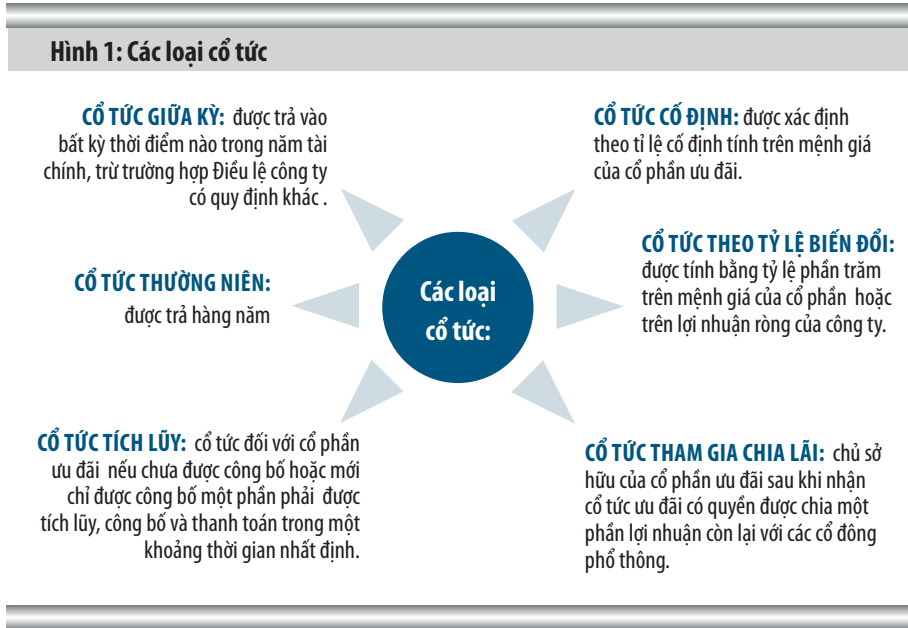 Hình 1: Các loại cổ tức
CỔ TỨC GIỮA KỲ: được trả vào
bất kỳ thời điểm nào trong năm tài
chính, trừ trường hợp Điều lệ công ty
có quy định khác .
CỔ TỨC THƯỜNG NIÊN:
được trả hàng năm
CỔ TỨC TÍCH LŨY: cổ tức đối với cổ phần
ưu đãi nếu chưa được công bố hoặc mới
chỉ được công bố một phần phải được
tích lũy, công bố và thanh toán trong một
khoảng thời gian nhất định.
Các loại
cổ tức:
CỔ TỨC CỐ ĐỊNH: được xác định
theo tỉ lệ cố định tính trên mệnh giá
của cổ phần ưu đãi.
CỔ TỨC THEO TỶ LỆ BIẾN ĐỔI:
được tính bằng tỷ lệ phần trăm
trên mệnh giá của cổ phần hoặc
trên lợi nhuận ròng của công ty.
CỔ TỨC THAM GIA CHIA LÃI: chủ sở
hữu của cổ phần ưu đãi sau khi nhận
cổ tức ưu đãi có quyền được chia một
phần lợi nhuận còn lại với các cổ đông
phổ thông.